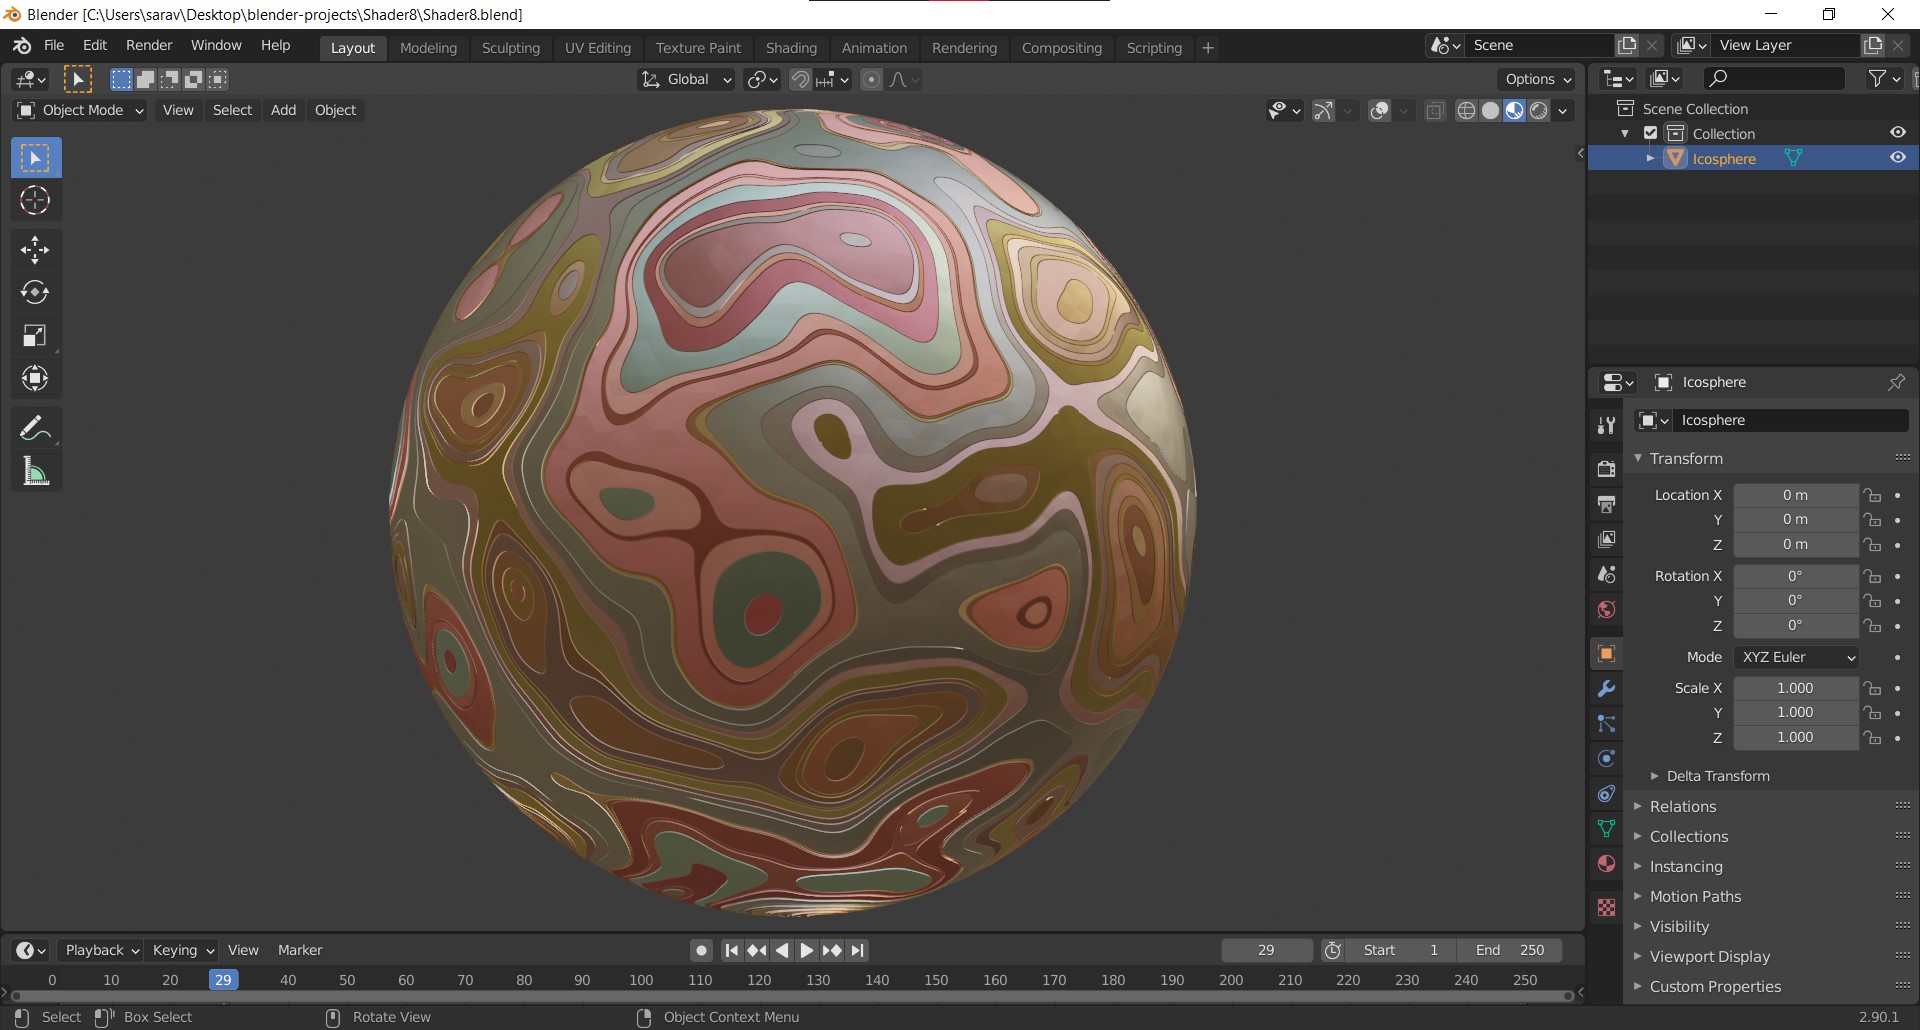 Blender [C:\Users\sarav\Desktop\blender-projects\Shader8\Shader8.blend]
File Edit Render Window Help Layout Modeling Sculpting UV Editing Texture Paint Shading Animation Rendering Compositing Scripting + Scene View Layer
Global Options
Object Mode View Select Add Object
Scene Collection
Collection
Icosphere
Icosphere
Icosphere
Transform
Location X 0 m
Y 0 m
Z 0 m
Rotation X 0°
Y 0°
Z 0°
Mode XYZ Euler
Scale X 1.000
Y 1.000
Z 1.000
Delta Transform
Relations
Collections
Instancing
Motion Paths
Visibility
Viewport Display
Custom Properties
Playback Keying View Marker 29 Start 1 End 250
0 10 20 29 40 50 60 70 80 90 100 110 120 130 140 150 160 170 180 190 200 210 220 230 240 250
Select Box Select Rotate View Object Context Menu 2.90.1